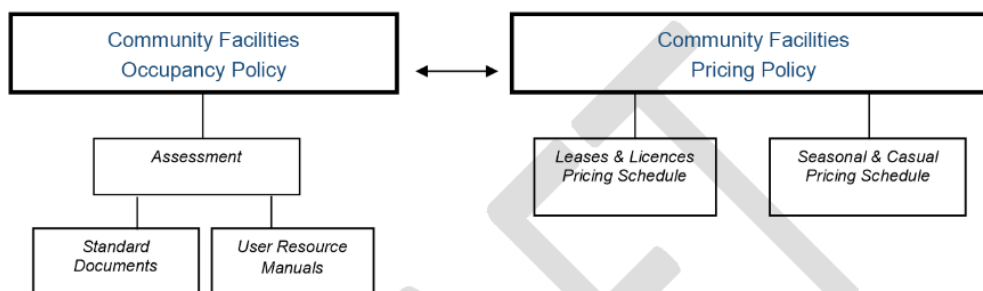 Community Facilities
Occupancy Policy
Community Facilities
Pricing Policy
Assessment
Leases & Licences
Pricing Schedule
Seasonal & Casual
Pricing Schedule
Standard
Documents
User Resource
Manuals